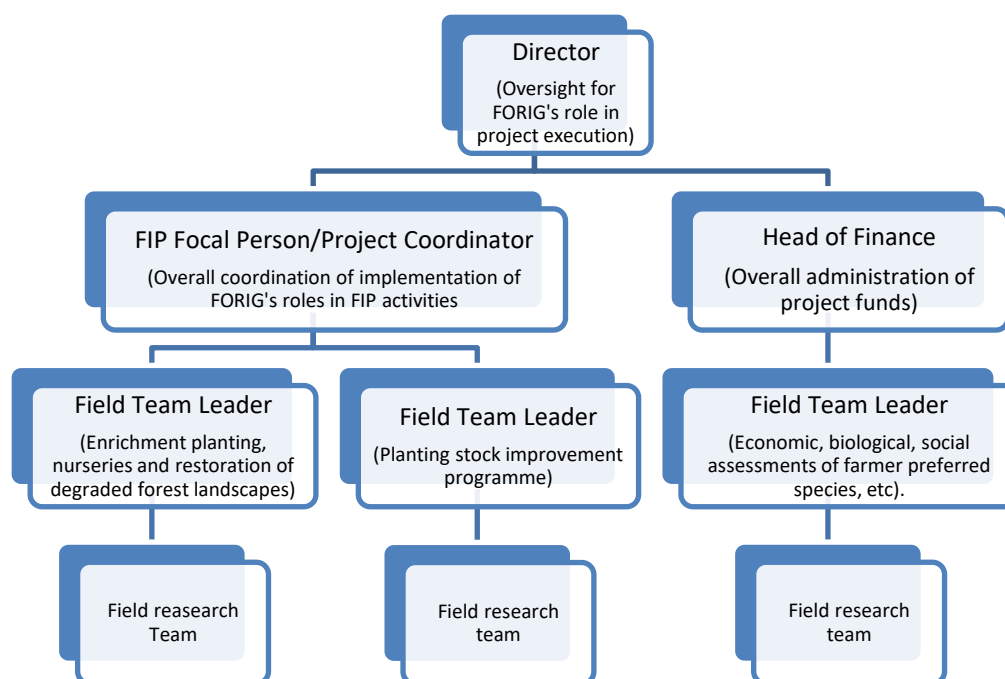 Director
(Oversight for
FORIG's role in
project execution)
FIP Focal Person/Project Coordinator
(Overall coordination of implementation of
FORIG's roles in FIP activities
Head of Finance
(Overall administration of
project funds)
Field Team Leader
(Enrichment planting,
nurseries and restoration of
degraded forest landscapes)
Field Team Leader
(Planting stock improvement
programme)
Field Team Leader
(Economic, biological, social
assessments of farmer preferred
species, etc).
Field reasearch
Team
Field research
team
Field research
team